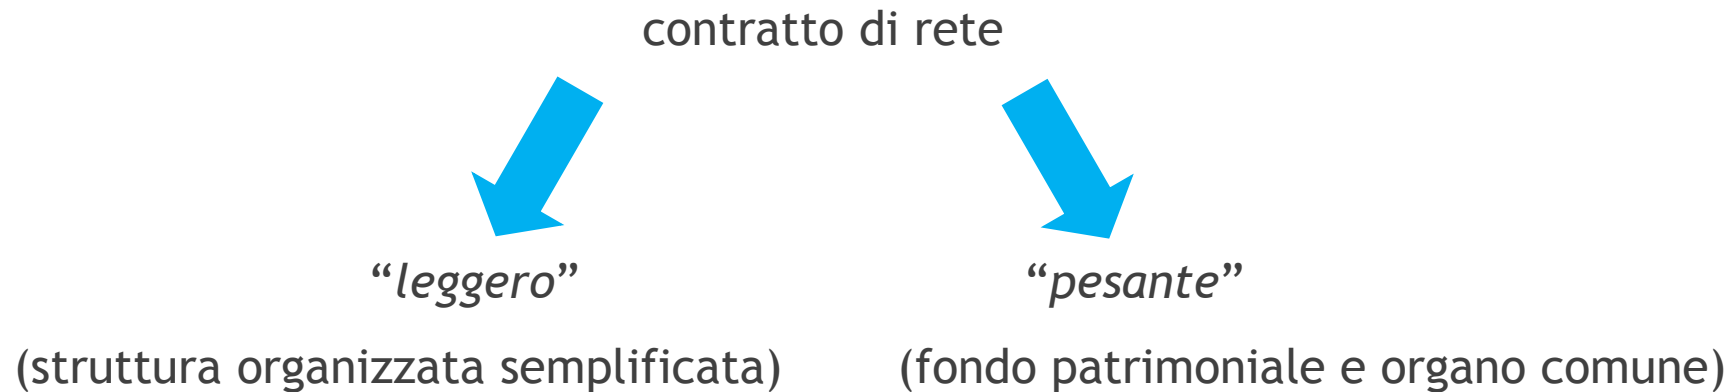 contratto di rete
“leggero” “pesante”
(struttura organizzata semplificata) (fondo patrimoniale e organo comune)